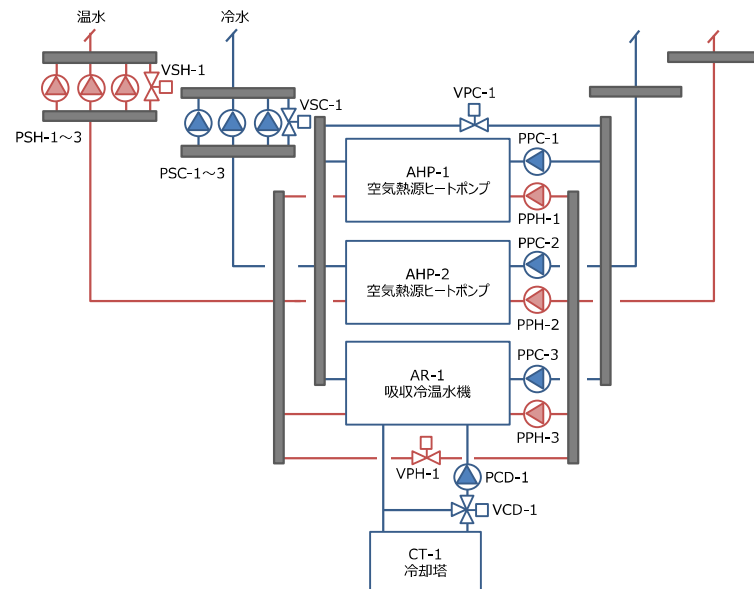 温水
冷水
VSH-1
VSC-1
VPC-1
PSH-1～3
PSC-1～3
AHP-1
空気熱源ヒートポンプ
PPC-1
PPH-1
PPC-2
AHP-2
空気熱源ヒートポンプ
PPH-2
PPC-3
AR-1
吸収冷温水機
PPH-3
VPH-1
PCD-1
VCD-1
CT-1
冷却塔